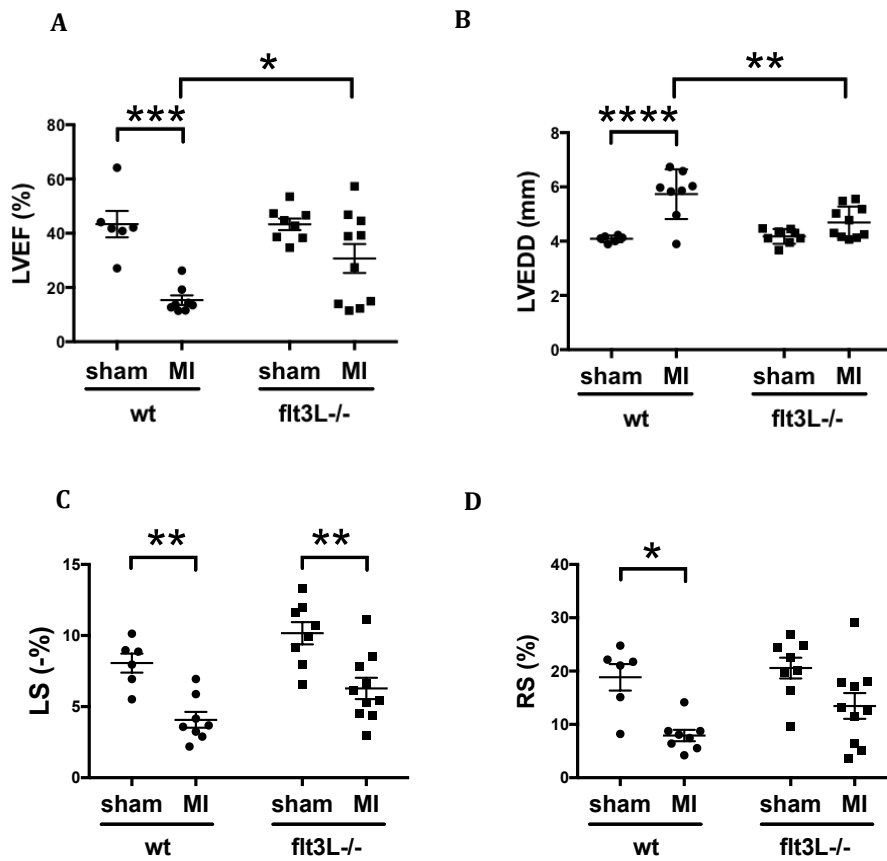 A
*
***
80
60
40
20
0
LVEF (%)
sham MI sham MI
wt flt3L-/-
B
**
****
8
6
4
2
0
LVEDD (mm)
sham MI sham MI
wt flt3L-/-
C
** **
15
10
5
0
LS (-%)
sham MI sham MI
wt flt3L-/-
D
*
40
30
20
10
0
RS (%)
sham MI sham MI
wt flt3L-/-